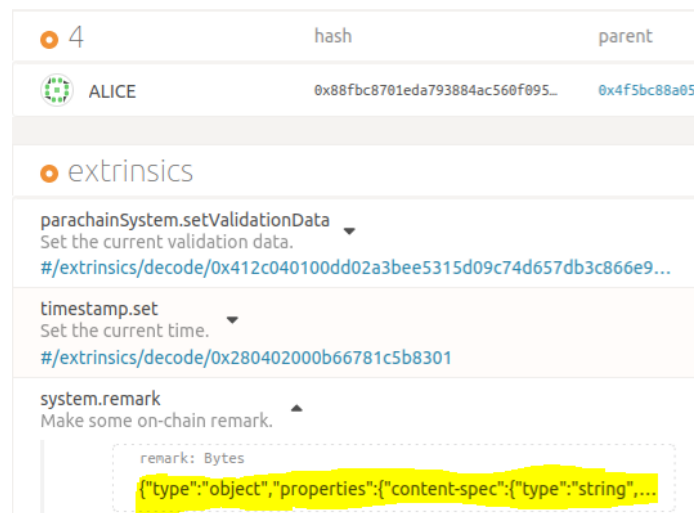 4 hash parent
ALICE 0x88fbc8701eda793884ac560f095… 0x4f5bc88a05
extrinsics
parachainSystem.setValidationData
Set the current validation data.
#/extrinsics/decode/0x412c040100dd02a3bee5315d09c74d657db3c866e9…
timestamp.set
Set the current time.
#/extrinsics/decode/0x280402000b66781c5b8301
system.remark
Make some on-chain remark.
remark: Bytes
{"type":"object","properties":{"content-spec":{"type":"string",…